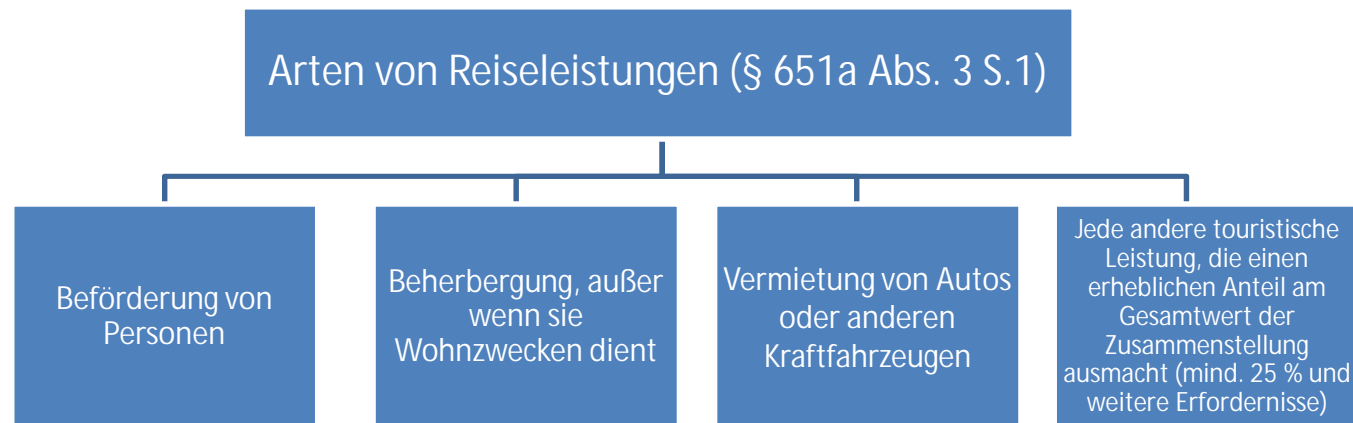 Arten von Reiseleistungen (§ 651a Abs. 3 S.1)
Beförderung von
Personen
Beherbergung, außer
wenn sie
Wohnzwecken dient
Vermietung von Autos
oder anderen
Kraftfahrzeugen
Jede andere touristische
Leistung, die einen
erheblichen Anteil am
Gesamtwert der
Zusammenstellung
ausmacht (mind. 25 % und
weitere Erfordernisse)